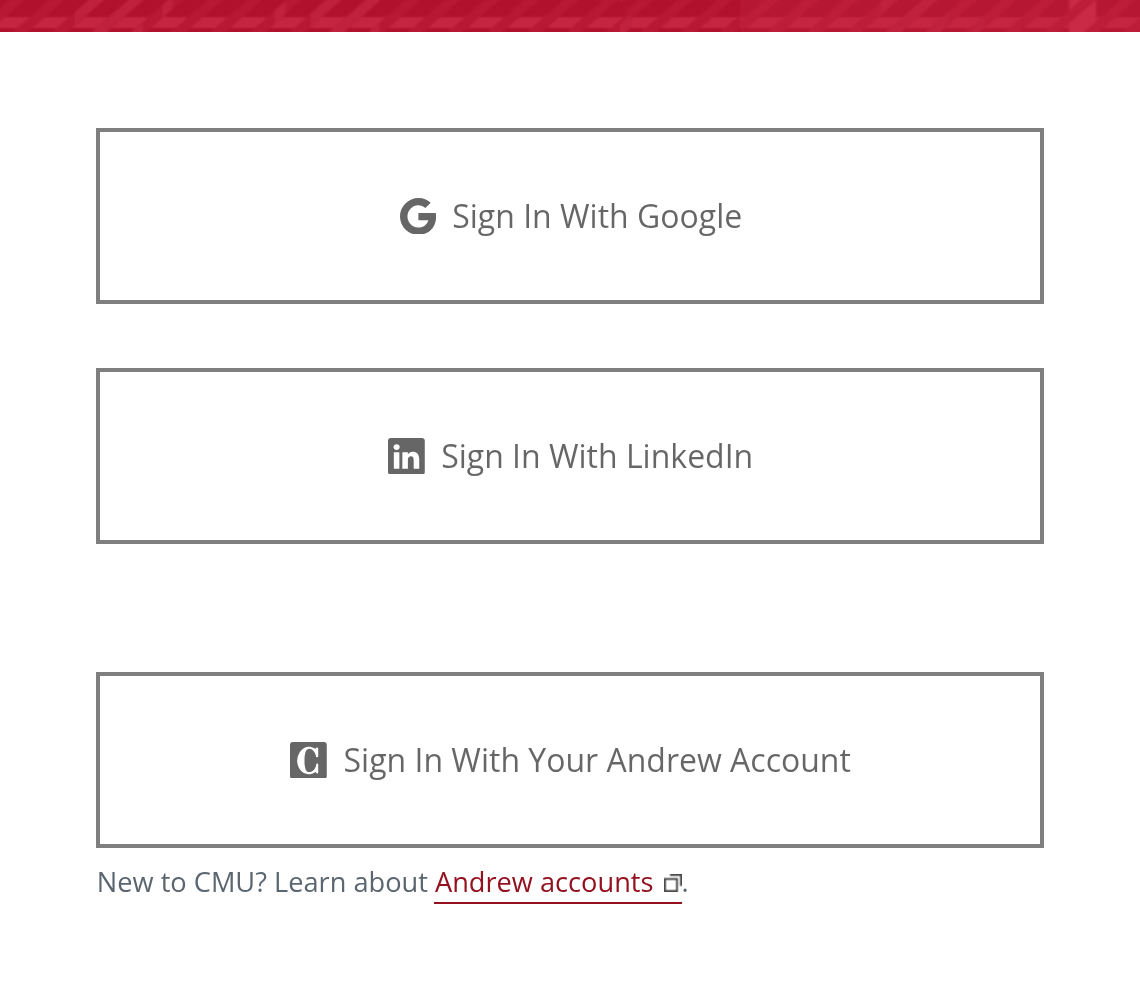 Sign In With Google
Sign In With LinkedIn
Sign In With Your Andrew Account
New to CMU? Learn about Andrew accounts.